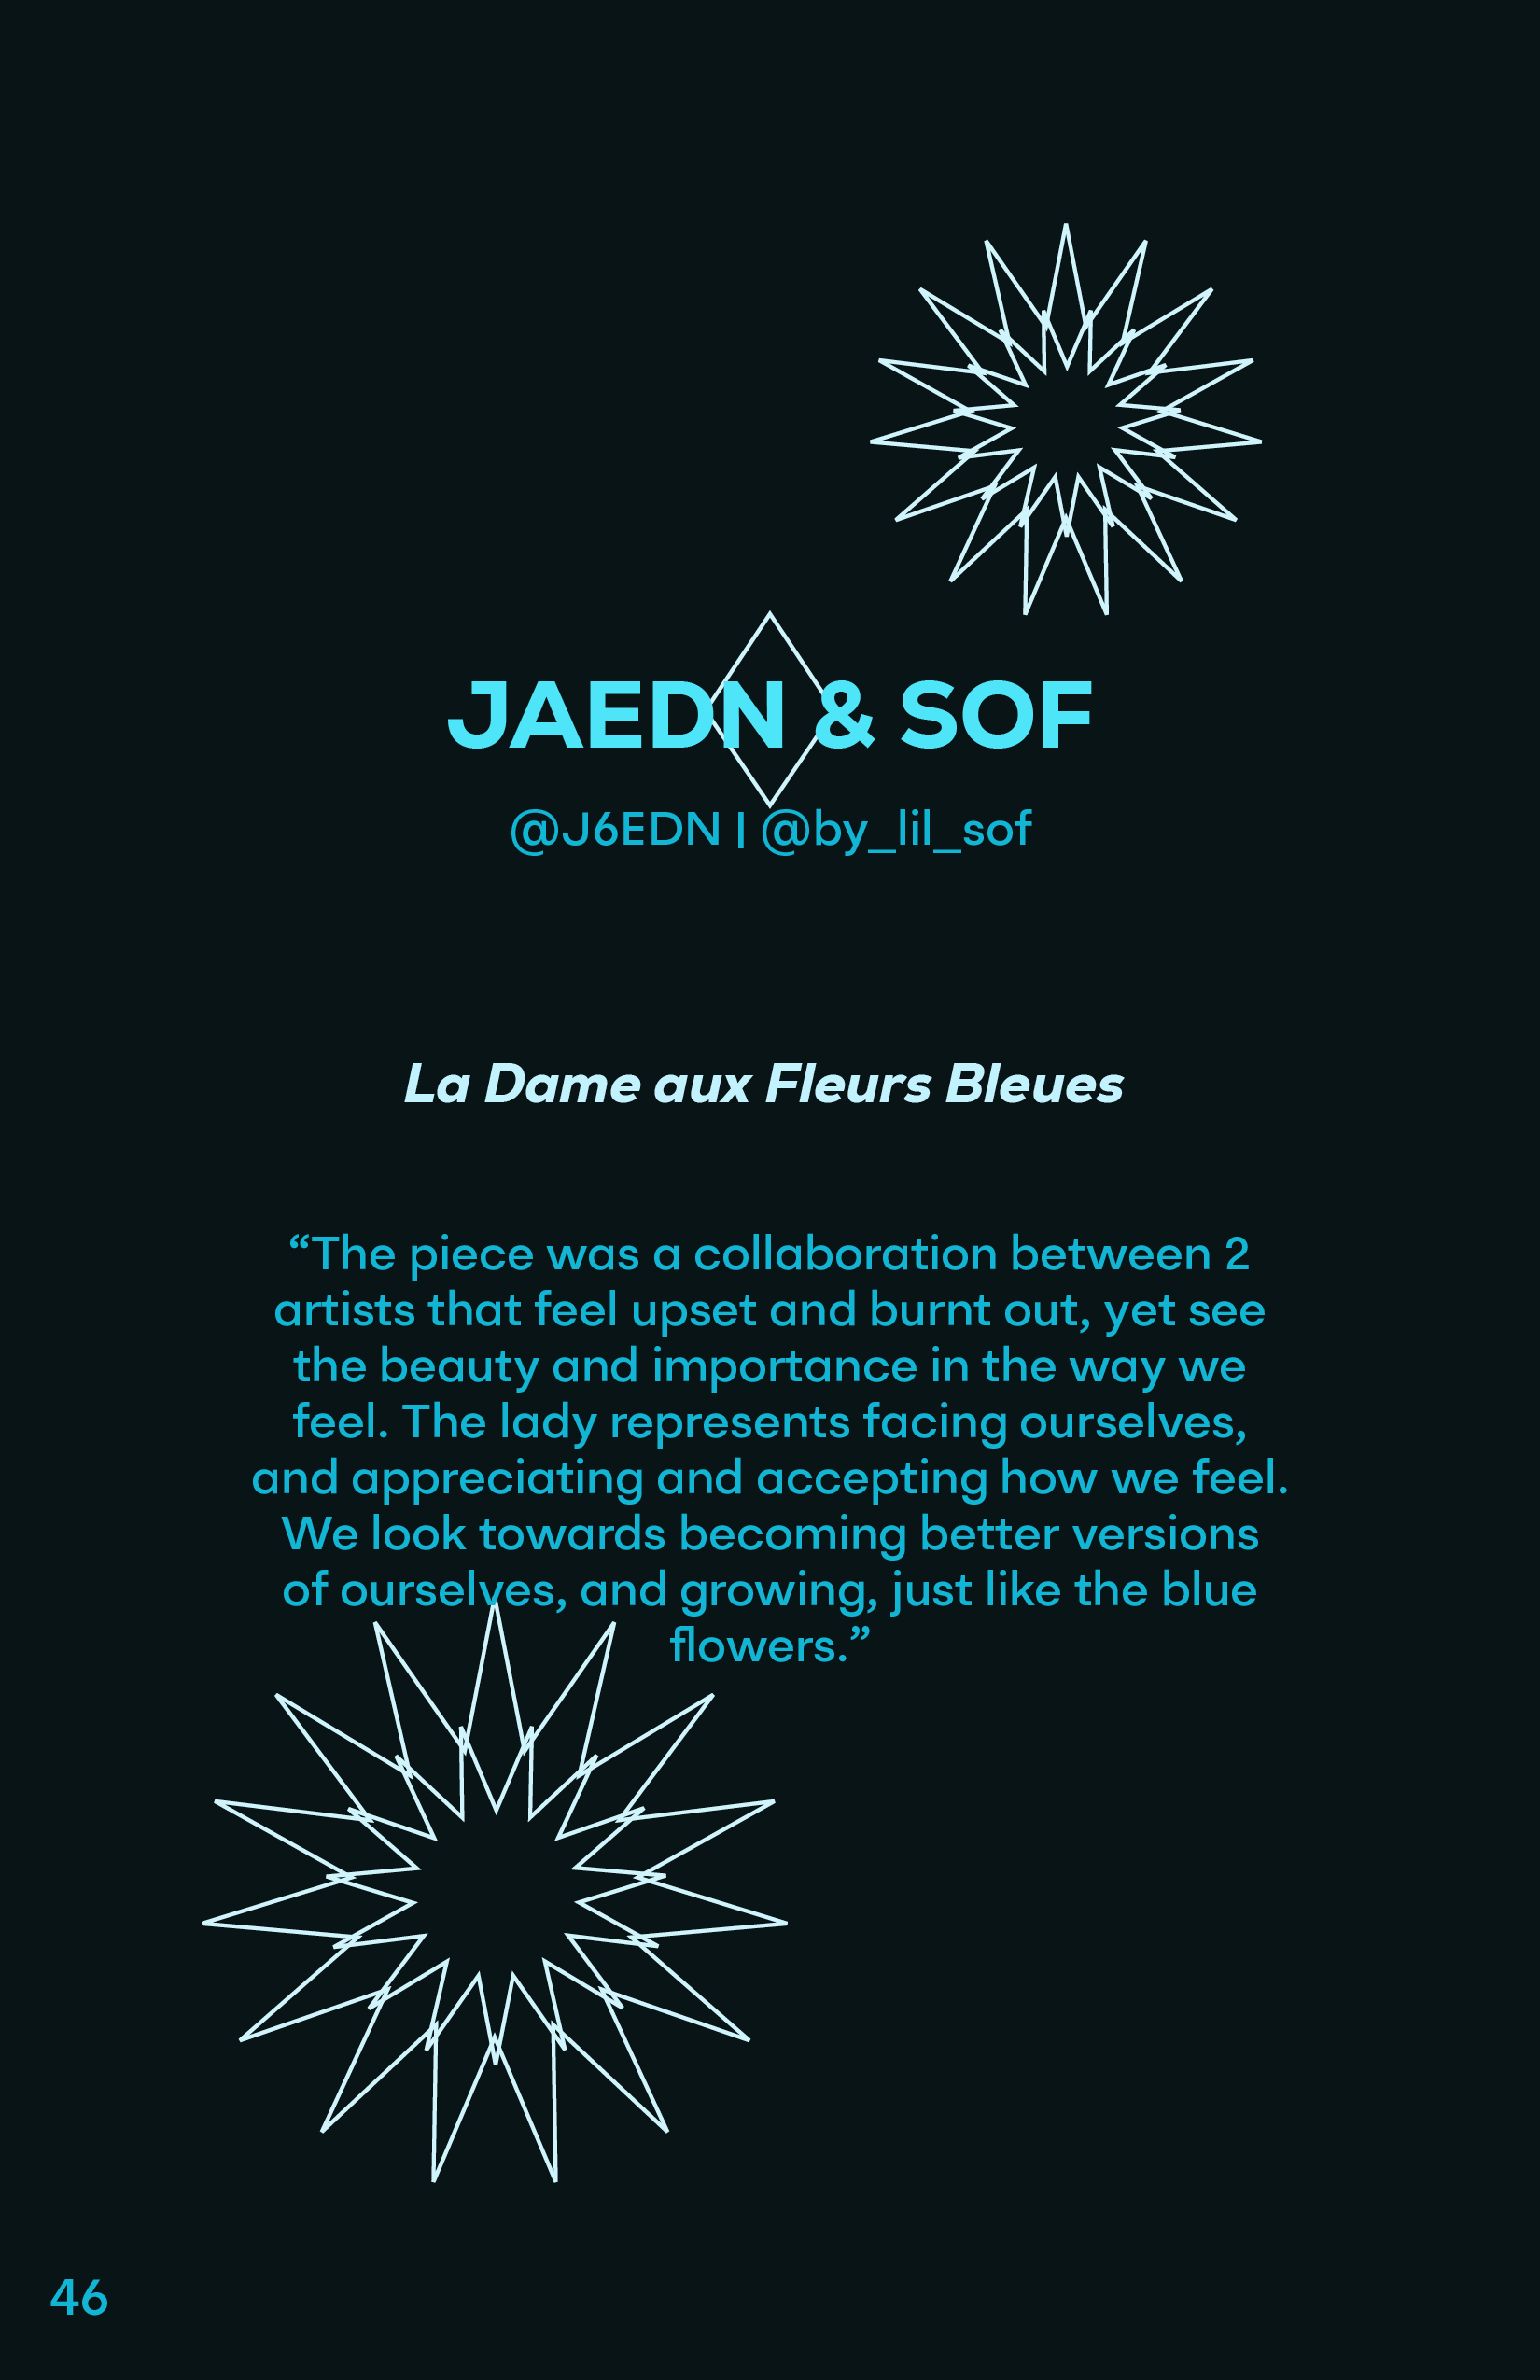 JAEDN & SOF
@J6EDN | @by_lil_sof
La Dame aux Fleurs Bleues
“The piece was a collaboration between 2
artists that feel upset and burnt out, yet see
the beauty and importance in the way we
feel. The lady represents facing ourselves,
and appreciating and accepting how we feel.
We look towards becoming better versions
of ourselves, and growing, just like the blue
flowers.”
46